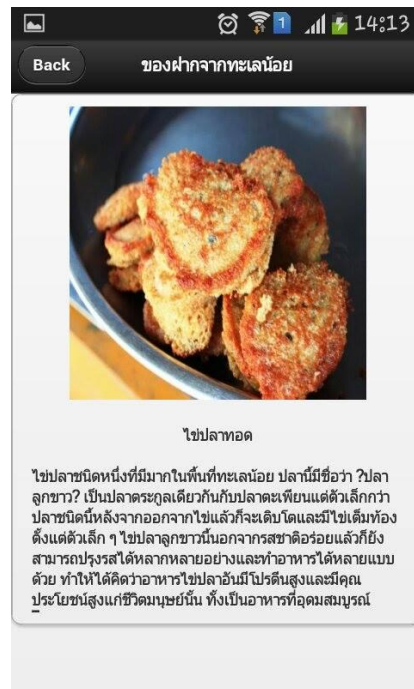 1 14:13
Back ของฝากจากทะเลน้อย
ไข่ปลาทอด
ไข่ปลาชนิดหนึ่งที่มีมากในพื้นที่ทะเลน้อย ปลานี้มีชื่อว่า ?ปลา
ลูกขาว? เป็นปลาตระกูลเดียวกันกับปลาตะเพียนแต่ตัวเล็กกว่า
ปลาชนิดนี้หลังจากออกจากไข่แล้วก็จะเติบโตและมีไข่เต็มท้อง
ตั้งแต่ตัวเล็ก ๆ ไข่ปลาลูกขาวนี้นอกจากรสชาติอร่อยแล้วก็ยัง
สามารถปรุงรสได้หลากหลายอย่างและทำอาหารได้หลายแบบ
ด้วย ทำให้ได้คิดว่าอาหารไข่ปลาอันมีโปรตีนสูงและมีคุณ
ประโยชน์สูงแก่ชีวิตมนุษย์นั้น ทั้งเป็นอาหารที่อุดมสมบูรณ์